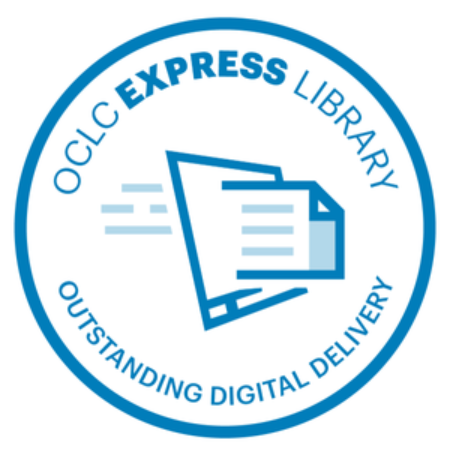 OCLC EXPRESS LIBRARY
OUTSTANDING DIGITAL DELIVERY